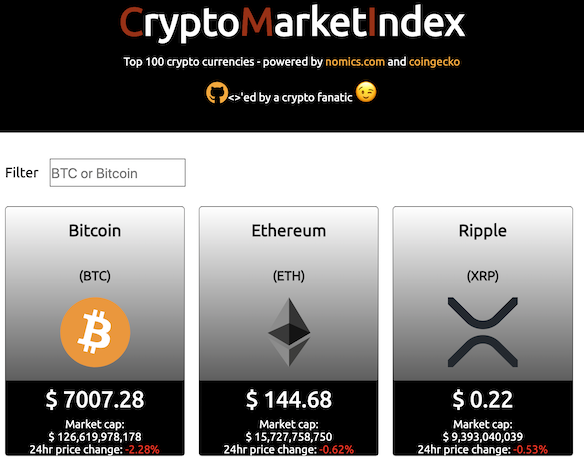 CryptoMarketIndex
Top 100 crypto currencies - powered by nomics.com and coingecko
<>'ed by a crypto fanatic 😉
Filter BTC or Bitcoin
Bitcoin
(BTC)
$ 7007.28
Market cap:
$ 126,619,978,178
24hr price change: -2.28%
Ethereum
(ETH)
$ 144.68
Market cap:
$ 15,727,758,750
24hr price change: -0.62%
Ripple
(XRP)
$ 0.22
Market cap:
$ 9,393,040,039
24hr price change: -0.53%